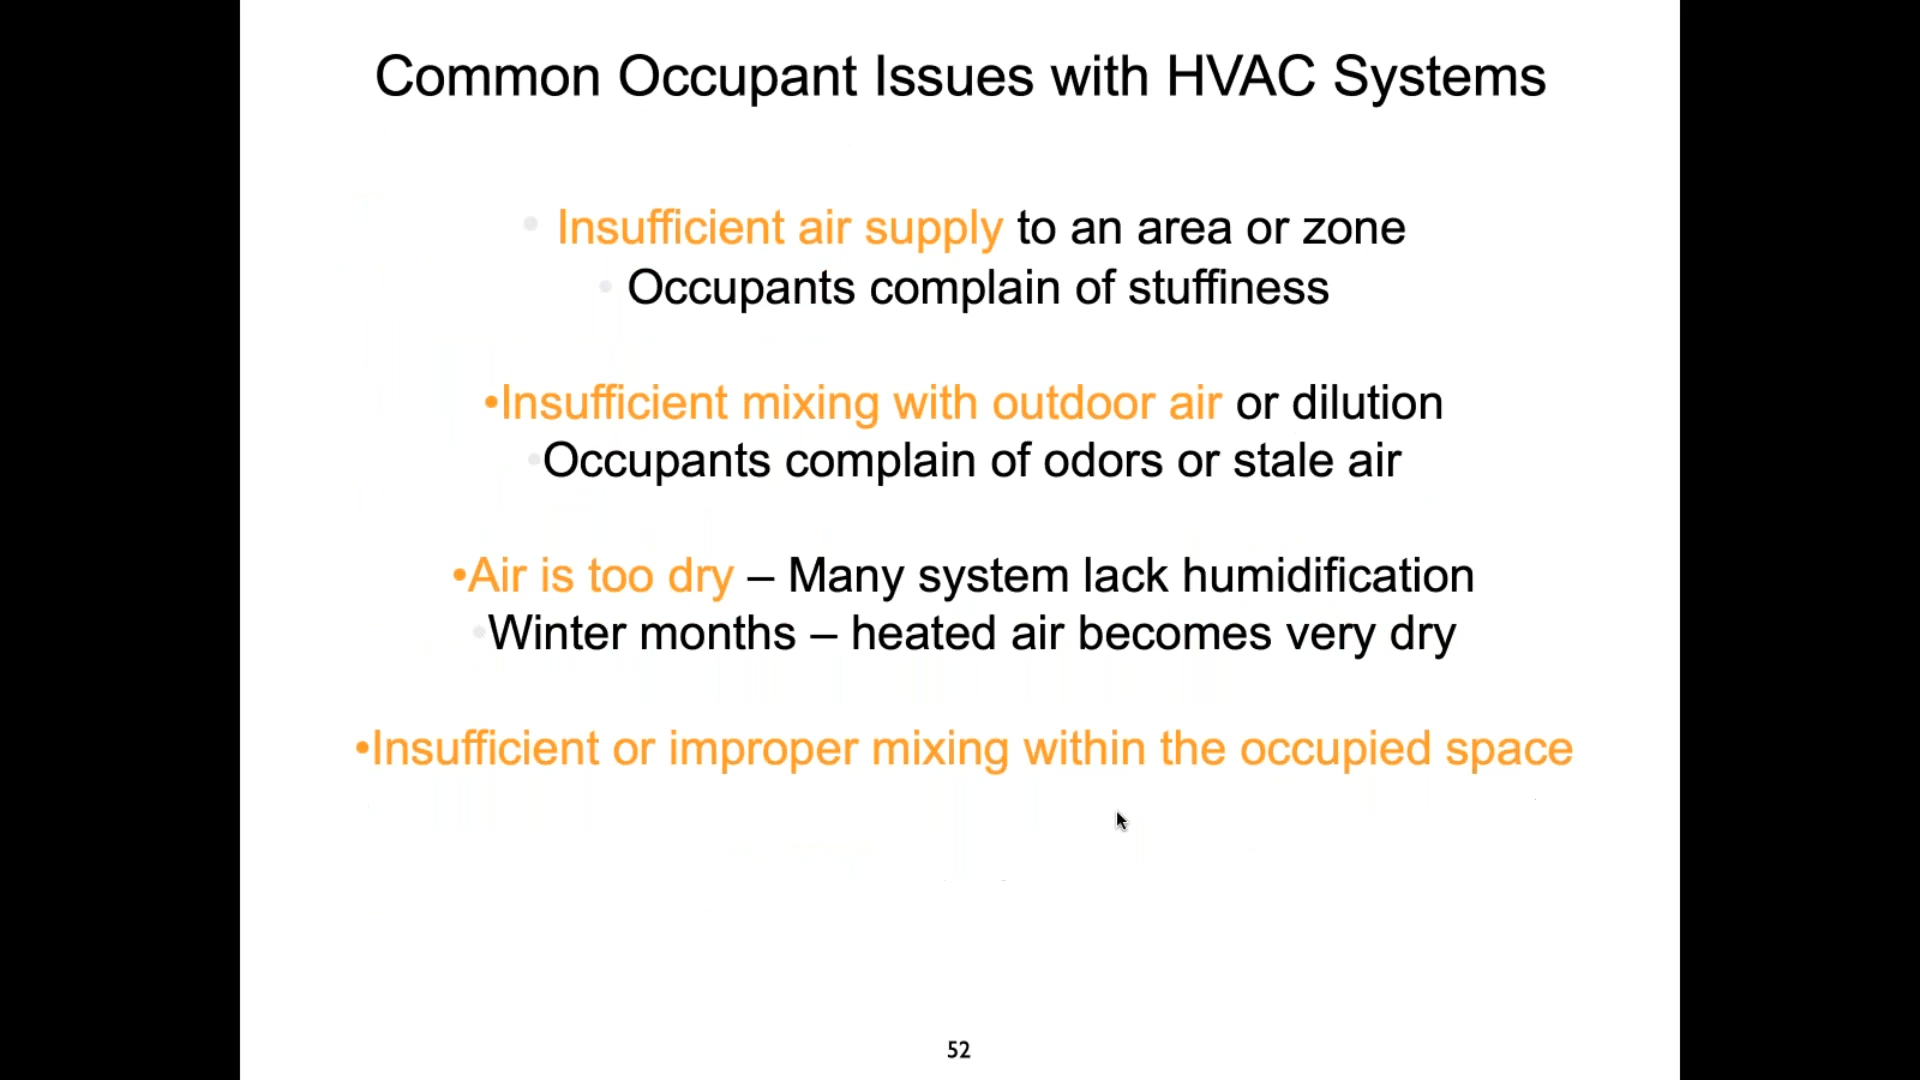 Common Occupant Issues with HVAC Systems
• Insufficient air supply to an area or zone
• Occupants complain of stuffiness
•Insufficient mixing with outdoor air or dilution
•Occupants complain of odors or stale air
•Air is too dry – Many system lack humidification
•Winter months – heated air becomes very dry
•Insufficient or improper mixing within the occupied space
52